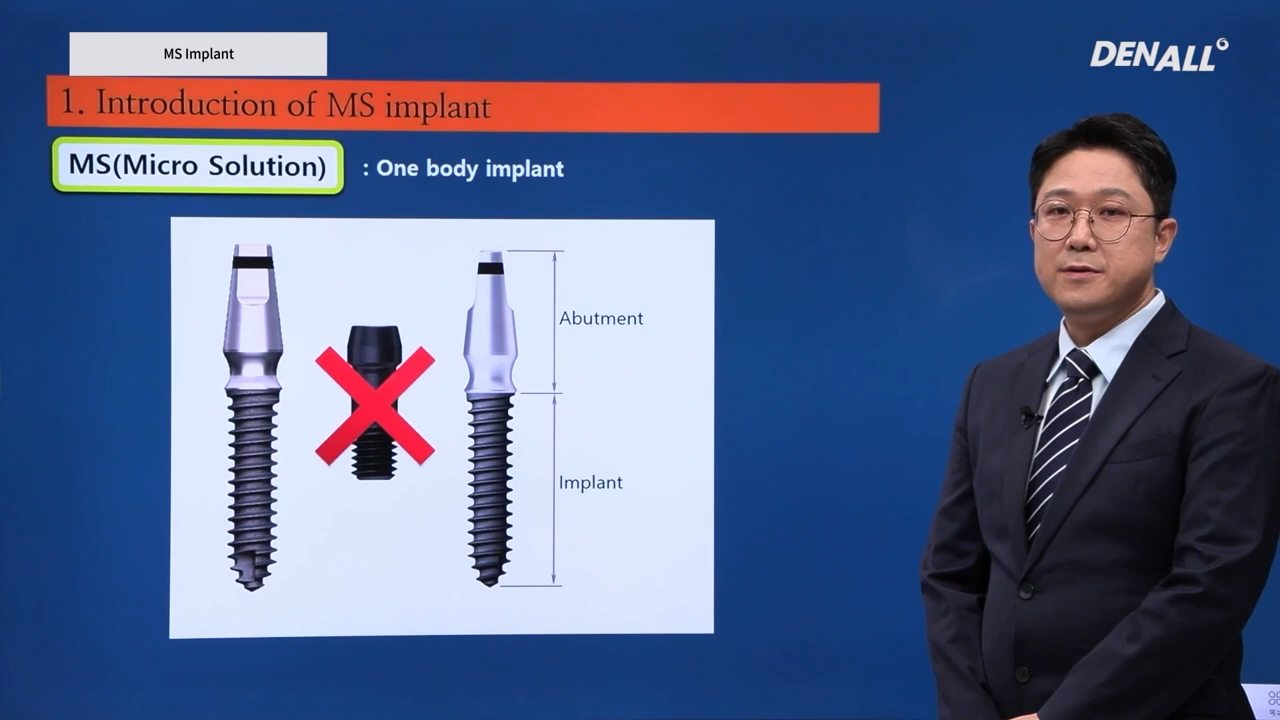 MS Implant
DENALL
1. Introduction of MS implant
MS(Micro Solution)
: One body implant
Abutment
Implant